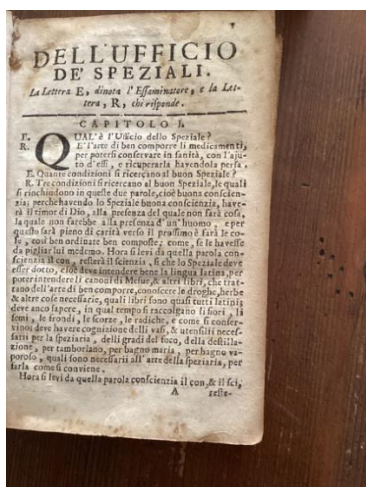 DELL'UFFICIO
DE' SPEZIALI.
La Lettera E, dinota l'Essaminatore, e la Let-
tera, R, chi risponde.
CAPITOLO I.
E. QUAL'è l'Ufficio dello Speziale?
R. E l'arte di ben comporre li medicamenti,
per potersi conservare in sanità, con l'aju-
to d'essi, e ricuperarla havendola persa.
E. Quante condizioni si ricercano al buon Speziale?
R. Tre condizioni si ricercano al buon Speziale, le quali
si rinchiudono in queste due parole, cioè buona conscien-
zia; perche havendo lo Speziale buona conscienzia, have-
rà il timor di Dio, alla presenza del quale non farà cosa,
la quale non farebbe alla presenza d'un'huomo, e per
questo sarà pieno di carità verso il prossimo è farà le co-
se, così ben ordinate ben composte; come, se le havesse
da pigliar lui medemo. Hora si levi da quella parola con-
scienzia il con, resterà scienzia, sì che lo Speziale deve
esser dotto, cioè deve intendere bene la lingua latina, per
poter intendere li canoni di Mesue, & altri libri, che trat-
tano dell'arte di ben comporre, conoscere le droghe, herbe
& altre cose necessarie, quali libri sono quasi tutti latini;
deve anco sapere, in qual tempo si raccolgano li fiori, li
semi, le frondi, le scorze, le radiche, e come si conser-
vino; deve havere cognizione delli vasi, & utensili neces-
sarii per la speziaria, delli gradi del foco, della destilla-
zione, per tamboriano, per bagno maria, per bagno va-
poroso, quali sono necessarii all'arte della speziaria, per
farla come si conviene.
Hora si levi da quella parola conscienzia il con, & il sci,
A reste-